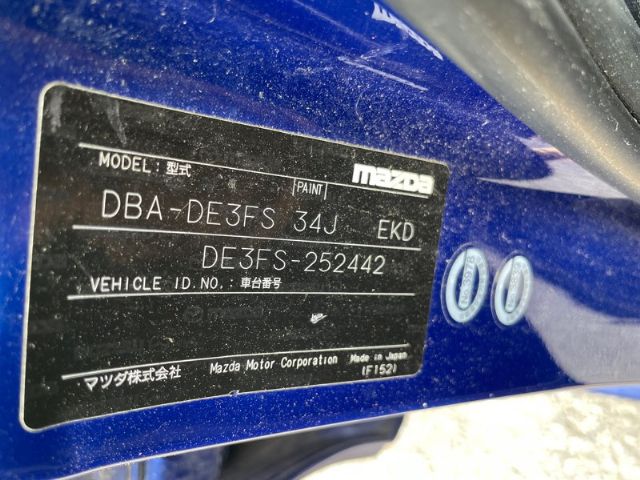 MODEL: 型式
PAINT
mazda
DBA-DE3FS 34J EKD
DE3FS-252442
VEHICLE ID NO.: 車台番号
マツダ株式会社 Mazda Motor Corporation Made in Japan
(F152)